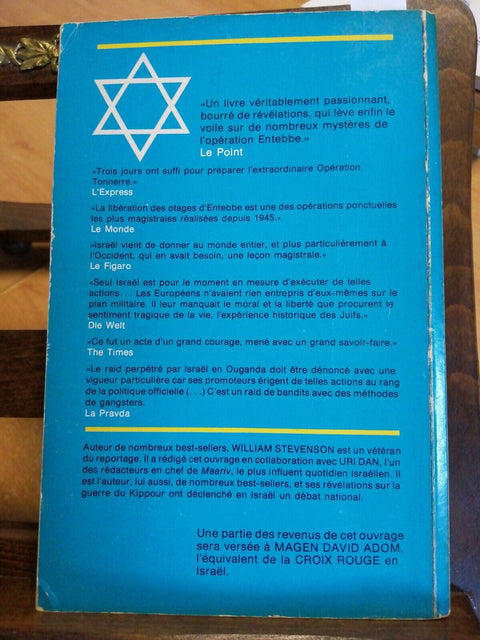 «Un livre véritablement passionnant,
bourré de révélations, qui lève enfin le
voile sur de nombreux mystères de
l'opération Entebbe.»
Le Point
«Trois jours ont suffi pour préparer l'extraordinaire Opération
Tonnerre.»
L'Express
«La libération des otages d'Entebbe est une des opérations ponctuelles
les plus magistrales réalisées depuis 1945.»
Le Monde
«Israël vient de donner au monde entier, et plus particulièrement à
l'Occident, qui en avait besoin, une leçon magistrale.»
Le Figaro
«Seul Israël est pour le moment en mesure d'exécuter de telles
actions... Les Européens n'avaient rien entrepris d'eux-mêmes sur le
plan militaire. Il leur manquait le moral et la liberté que procurent le
sentiment tragique de la vie, l'expérience historique des Juifs.»
Die Welt
«Ce fut un acte d'un grand courage, mené avec un grand savoir-faire.»
The Times
«Le raid perpétré par Israël en Ouganda doit être dénoncé avec une
vigueur particulière car ses promoteurs érigent de telles actions au rang
de la politique officielle (...) C'est un raid de bandits avec des méthodes
de gangsters.
La Pravda
Auteur de nombreux best-sellers, WILLIAM STEVENSON est un vétéran
du reportage. Il a rédigé cet ouvrage en collaboration avec URI DAN, l'un
des rédacteurs en chef de Maariv, le plus influent quotidien israélien. Il
est l'auteur, lui aussi, de nombreux best-sellers, et ses révélations sur la
guerre du Kippour ont déclenché en Israël un débat national.
Une partie des revenus de cet ouvrage
sera versée à MAGEN DAVID ADOM,
l'équivalent de la CROIX ROUGE en
Israël.